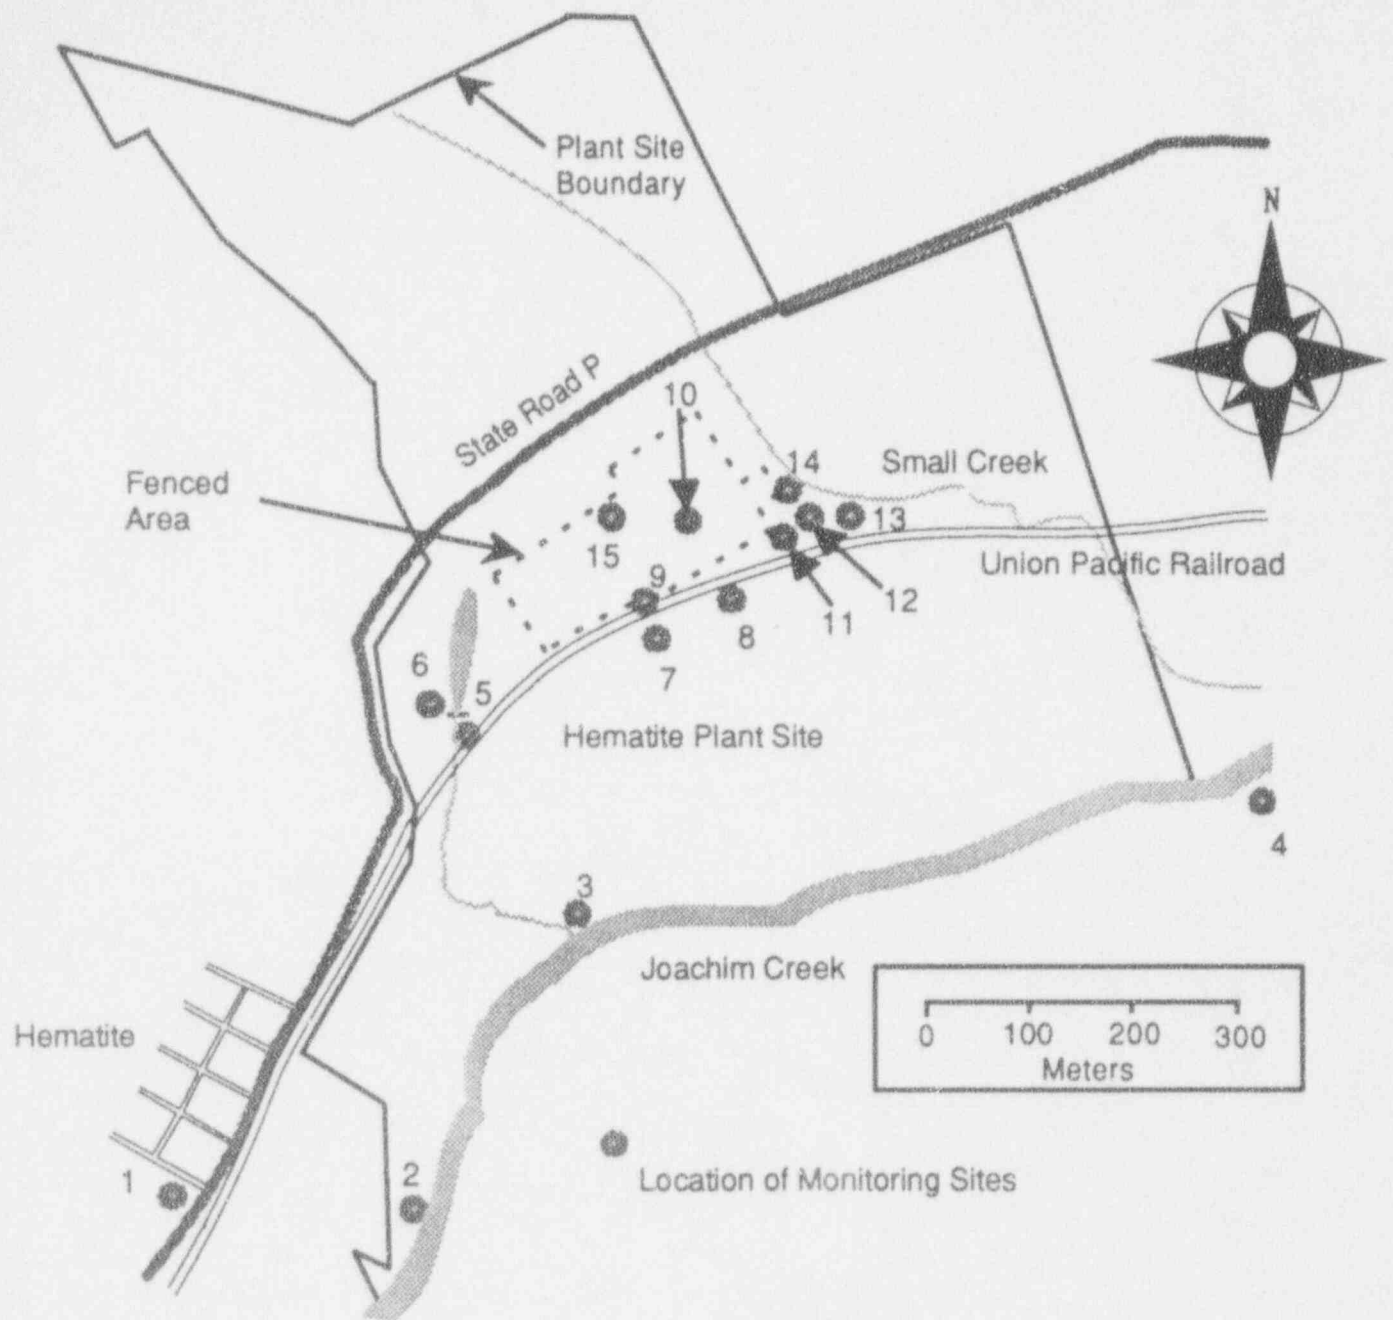 Plant Site
Boundary
N
State Road P
10
Fenced
Area
14
Small Creek
15
13
9
Union Pacific Railroad
12
8
11
6
7
5
Hematite Plant Site
4
3
Joachim Creek
0 100 200 300
Meters
Hematite
1
2
Location of Monitoring Sites